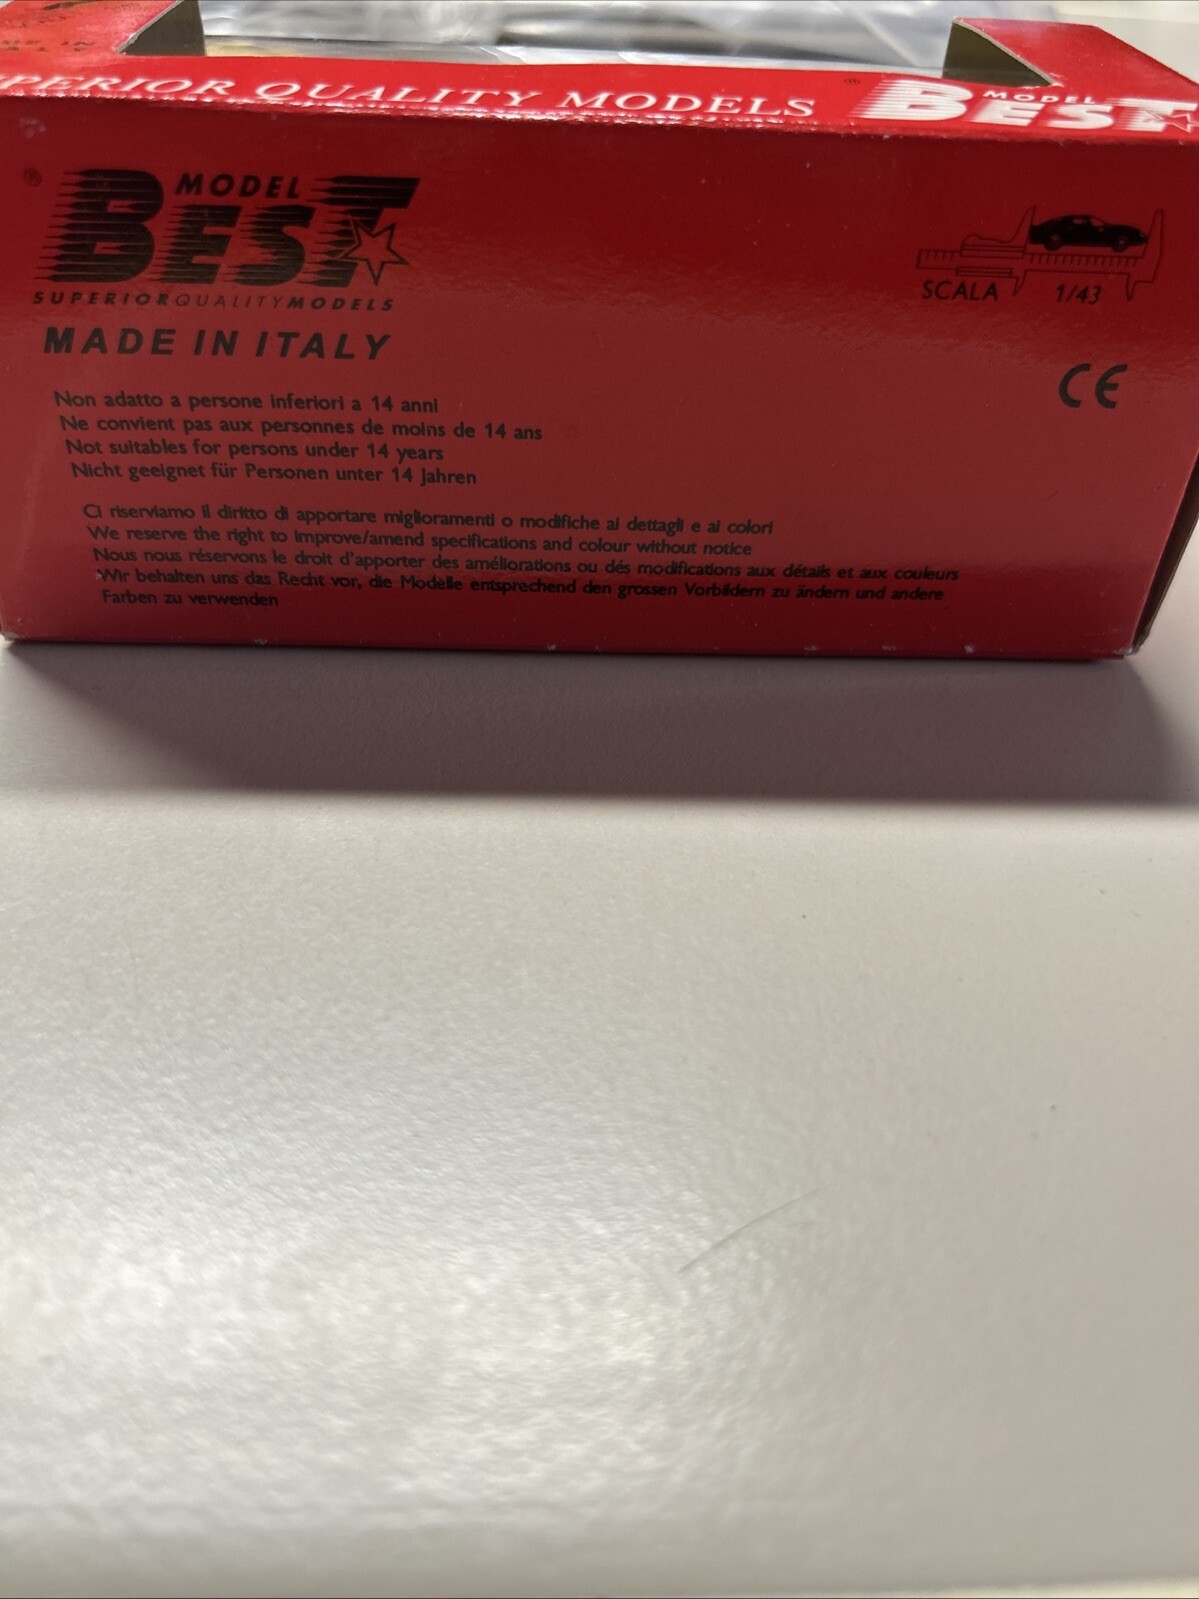 SUPERIOR QUALITY MODELS
® BEST MODEL
® BEST MODEL
SUPERIORQUALITYMODELS
MADE IN ITALY
SCALA 1/43
CE
Non adatto a persone inferiori a 14 anni
Ne convient pas aux personnes de moins de 14 ans
Not suitables for persons under 14 years
Nicht geeignet für Personen unter 14 Jahren
Ci riserviamo il diritto di apportare miglioramenti o modifiche ai dettagli e ai colori
We reserve the right to improve/amend specifications and colour without notice
Nous nous réservons le droit d'apporter des améliorations ou dés modifications aux détails et aux couleurs
Wir behalten uns das Recht vor, die Modelle entsprechend den grossen Vorbildern zu ändern und andere
Farben zu verwenden